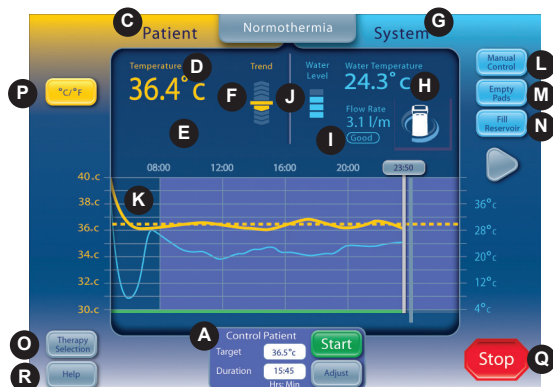 C
Patient
Normothermia
G
System
Temperature
D
36.4°c
Trend
F
J
E
Water
Level
Water Temperature
24.3°c
H
Flow Rate
3.1 l/m
Good
I
P
°C/°F
Manual
Control
L
Empty
Pads
M
Fill
Reservoir
N
08:00
12:00
16:00
20:00
23:50
K
40.c
38.c
36.c
34.c
32.c
30.c
36°c
28°c
20°c
12°c
4°c
O
Therapy
Selection
R
Help
A
Control Patient
Target
36.5°c
Start
Duration
15:45
Adjust
Hrs: Min
Stop
Q